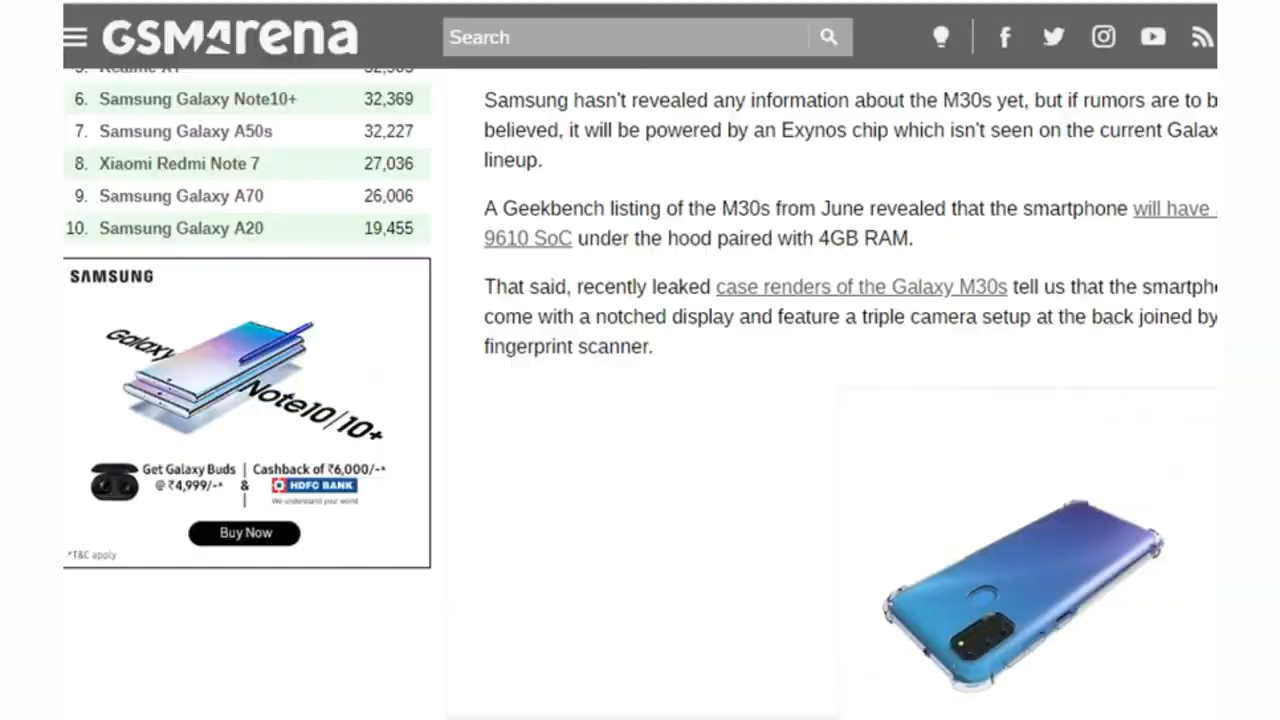 GSMArena
Search
6. Samsung Galaxy Note10+ 32,369
7. Samsung Galaxy A50s 32,227
8. Xiaomi Redmi Note 7 27,036
9. Samsung Galaxy A70 26,006
10. Samsung Galaxy A20 19,455
SAMSUNG
Galaxy
Note10/10+
Get Galaxy Buds
@ ₹4,999/-*
&
Cashback of ₹6,000/-*
HDFC BANK
We understand your world
Buy Now
*T&C apply
Samsung hasn't revealed any information about the M30s yet, but if rumors are to b
believed, it will be powered by an Exynos chip which isn't seen on the current Galax
lineup.
A Geekbench listing of the M30s from June revealed that the smartphone will have
9610 SoC under the hood paired with 4GB RAM.
That said, recently leaked case renders of the Galaxy M30s tell us that the smartph
come with a notched display and feature a triple camera setup at the back joined by
fingerprint scanner.